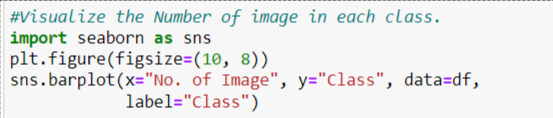 #Visualize the Number of image in each class.
import seaborn as sns
plt.figure(figsize=(10, 8))
sns.barplot(x="No. of Image", y="Class", data=df,
            label="Class")